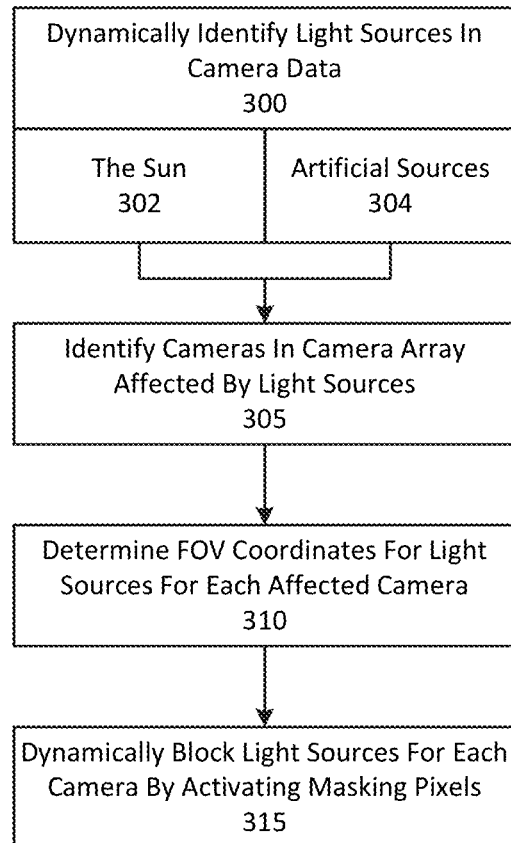 Dynamically Identify Light Sources In
Camera Data
300
The Sun
302
Artificial Sources
304
Identify Cameras In Camera Array
Affected By Light Sources
305
Determine FOV Coordinates For Light
Sources For Each Affected Camera
310
Dynamically Block Light Sources For Each
Camera By Activating Masking Pixels
315